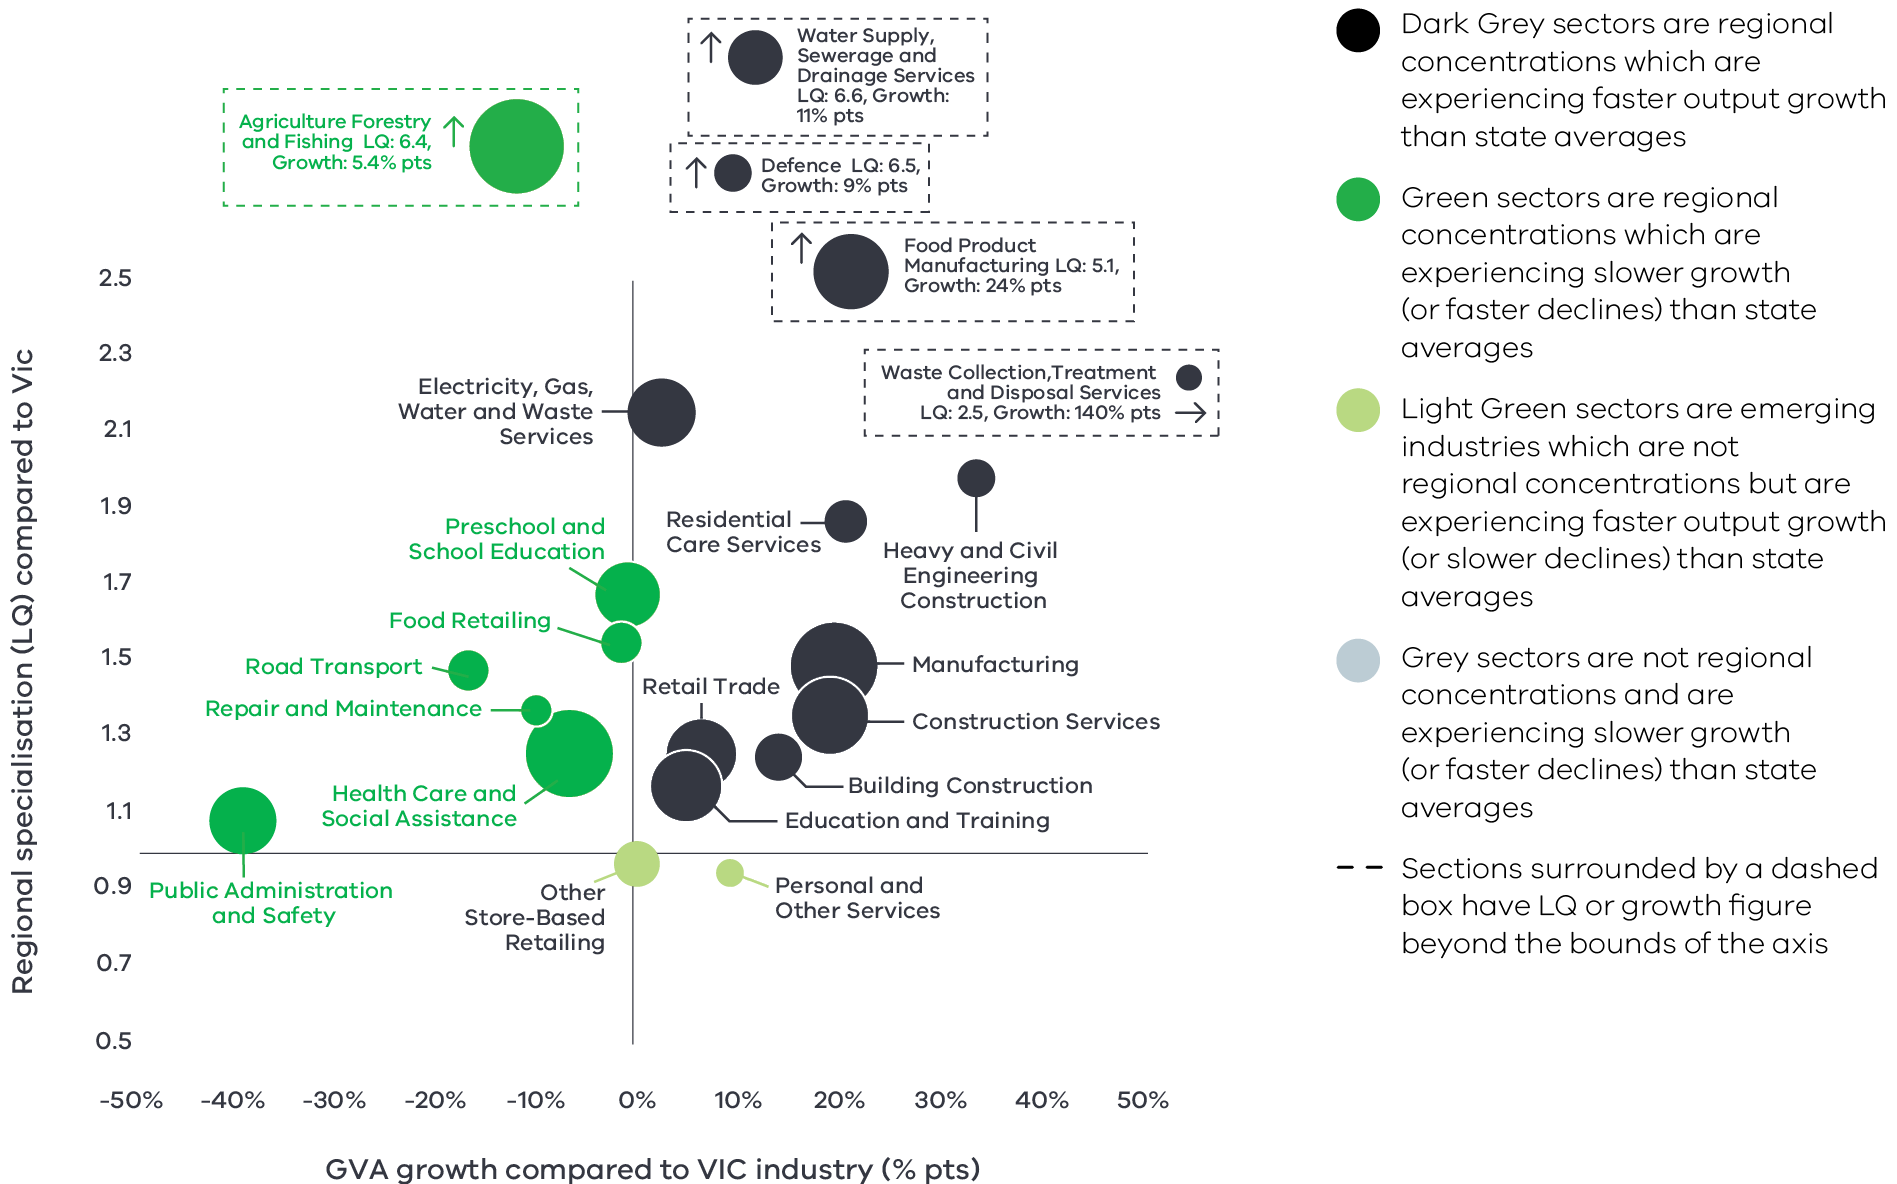 Water Supply,
Sewerage and
Drainage Services
LQ: 6.6, Growth:
11% pts
Agriculture Forestry
and Fishing  LQ: 6.4,
Growth: 5.4% pts
Defence  LQ: 6.5,
Growth: 9% pts
Food Product
Manufacturing LQ: 5.1,
Growth: 24% pts
Waste Collection,Treatment
and Disposal Services
LQ: 2.5, Growth: 140% pts
Regional specialisation (LQ) compared to Vic
2.5
2.3
2.1
1.9
1.7
1.5
1.3
1.1
0.9
0.7
0.5
Electricity, Gas,
Water and Waste
Services
Preschool and
School Education
Residential
Care Services
Heavy and Civil
Engineering
Construction
Food Retailing
Road Transport
Manufacturing
Retail Trade
Repair and Maintenance
Construction Services
Health Care and
Social Assistance
Building Construction
Education and Training
Public Administration
and Safety
Other
Store-Based
Retailing
Personal and
Other Services
-50%
-40%
-30%
-20%
-10%
0%
10%
20%
30%
40%
50%
GVA growth compared to VIC industry (% pts)
Dark Grey sectors are regional
concentrations which are
experiencing faster output growth
than state averages
Green sectors are regional
concentrations which are
experiencing slower growth
(or faster declines) than state
averages
Light Green sectors are emerging
industries which are not
regional concentrations but are
experiencing faster output growth
(or slower declines) than state
averages
Grey sectors are not regional
concentrations and are
experiencing slower growth
(or faster declines) than state
averages
Sections surrounded by a dashed
box have LQ or growth figure
beyond the bounds of the axis